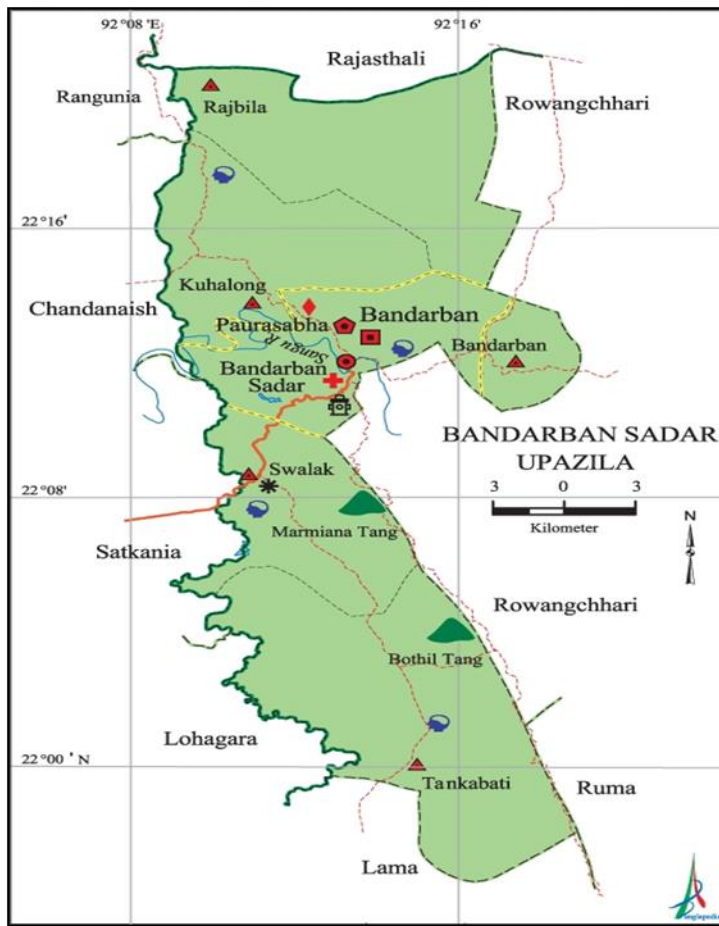 92°08' E
92°16'
Rajasthali
Rangunia
Rajbila
Rowangchhari
22°16'
Kuhalong
Chandanaish
Paurasabha
Bandarban
Sangu R
Bandarban
Bandarban
Sadar
BANDARBAN SADAR
UPAZILA
Swalak
22°08'
3 0 3
Kilometer
Marmiana Tang
N
Satkania
Rowangchhari
Bothil Tang
Lohagara
22°00' N
Tankabati
Ruma
Lama